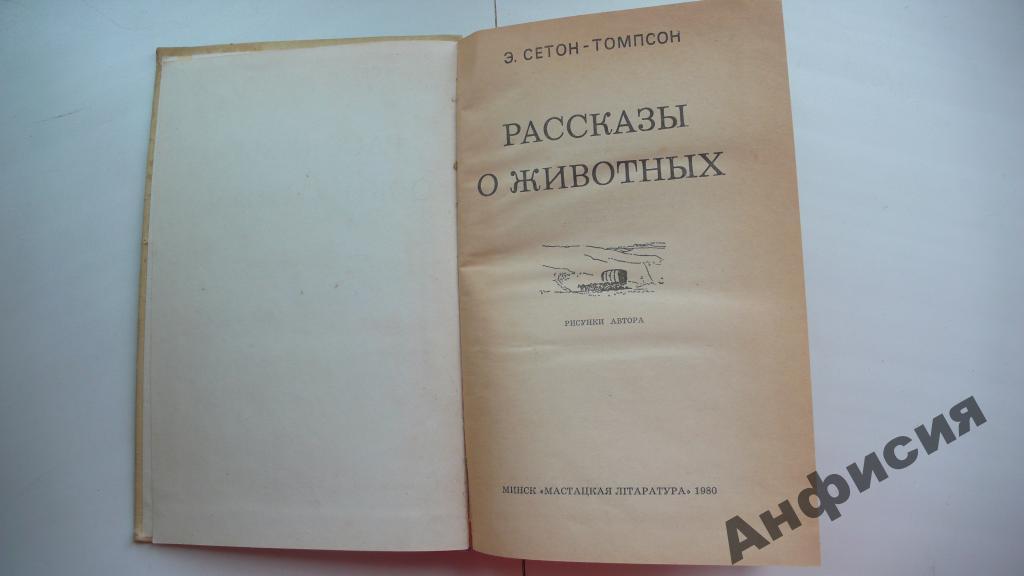 Э. СЕТОН-ТОМПСОН
РАССКАЗЫ
О ЖИВОТНЫХ
РИСУНКИ АВТОРА
МИНСК «МАСТАЦКАЯ ЛІТАРАТУРА» 1980
Анфисия